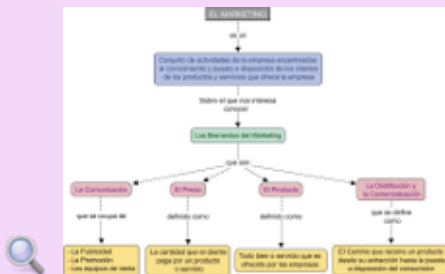 EL MARKETING
es un
Conjunto de actividades de la empresa encaminadas
al conocimiento y puesta a disposición de los clientes
de los productos y servicios que ofrece la empresa
Sobre el que nos interesa
conocer
Los Elementos del Marketing
que son
La Comunicación
El Precio
El Producto
La Distribución y
la Comercialización
que se ocupa de
definido como
definido como
que se define
como
- La Publicidad
- La Promoción
- Los equipos de venta
La cantidad que el cliente
paga por un producto
o servicio
Todo bien o servicio que es
ofrecido por las empresas
El Camino que recorre un producto
desde su hasta la puesta
a disposición del consumidor